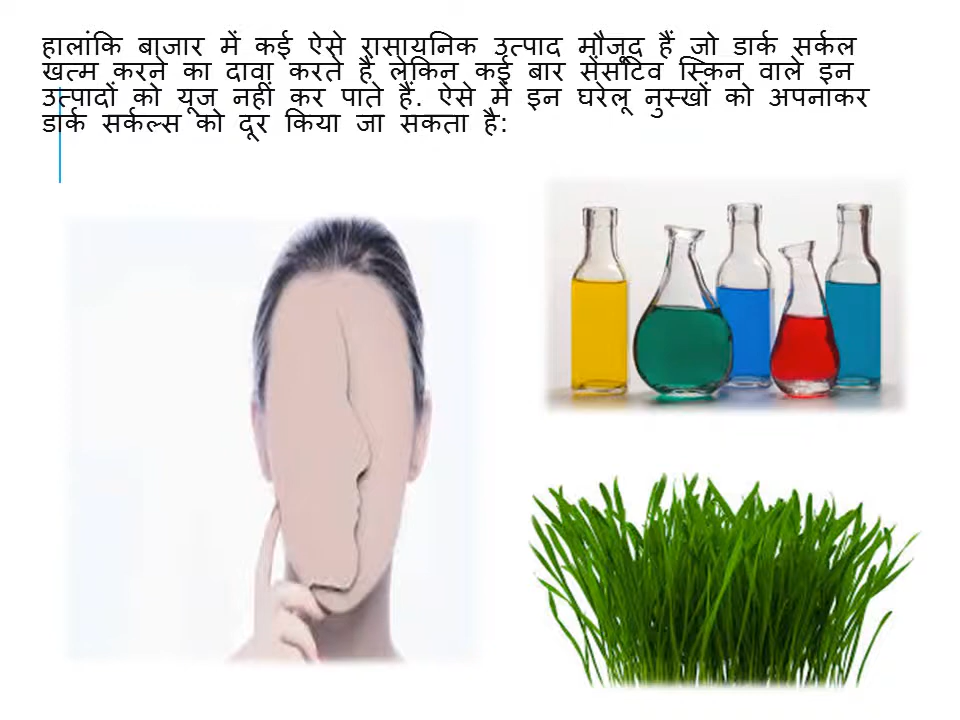 हालांकि बाजार में कई ऐसे रासायनिक उत्पाद मौजूद हैं जो डार्क सर्कल
खत्म करने का दावा करते हैं लेकिन कई बार सेंसटिव स्किन वाले इन
उत्पादों को यूज नहीं कर पाते हैं. ऐसे में इन घरेलू नुस्खों को अपनाकर
डार्क सर्कल्स को दूर किया जा सकता है: